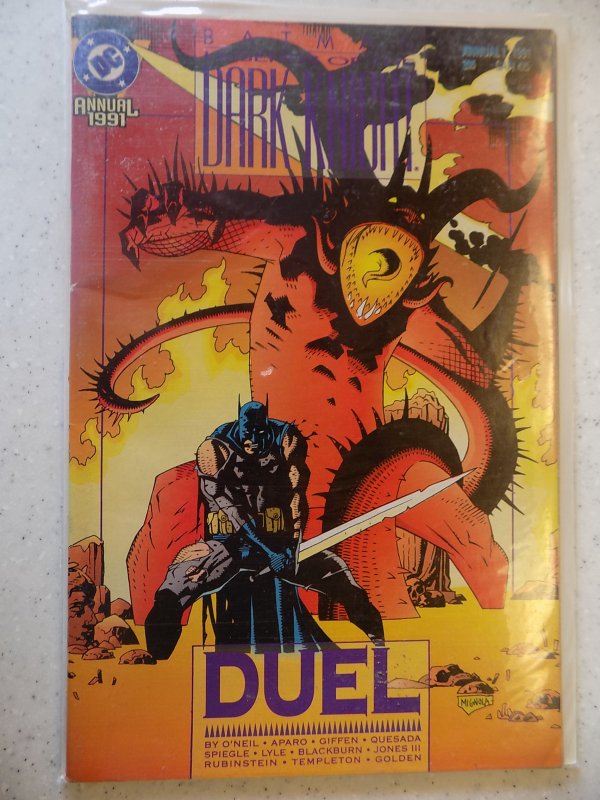 DC
ANNUAL
1991
BATMAN
DARK KNIGHT
ANNUAL
DUEL
BY O'NEIL • APARO • GIFFEN • QUESADA
SPIEGLE • LYLE • BLACKBURN • JONES III
RUBINSTEIN • TEMPLETON • GOLDEN
MIGNOLA